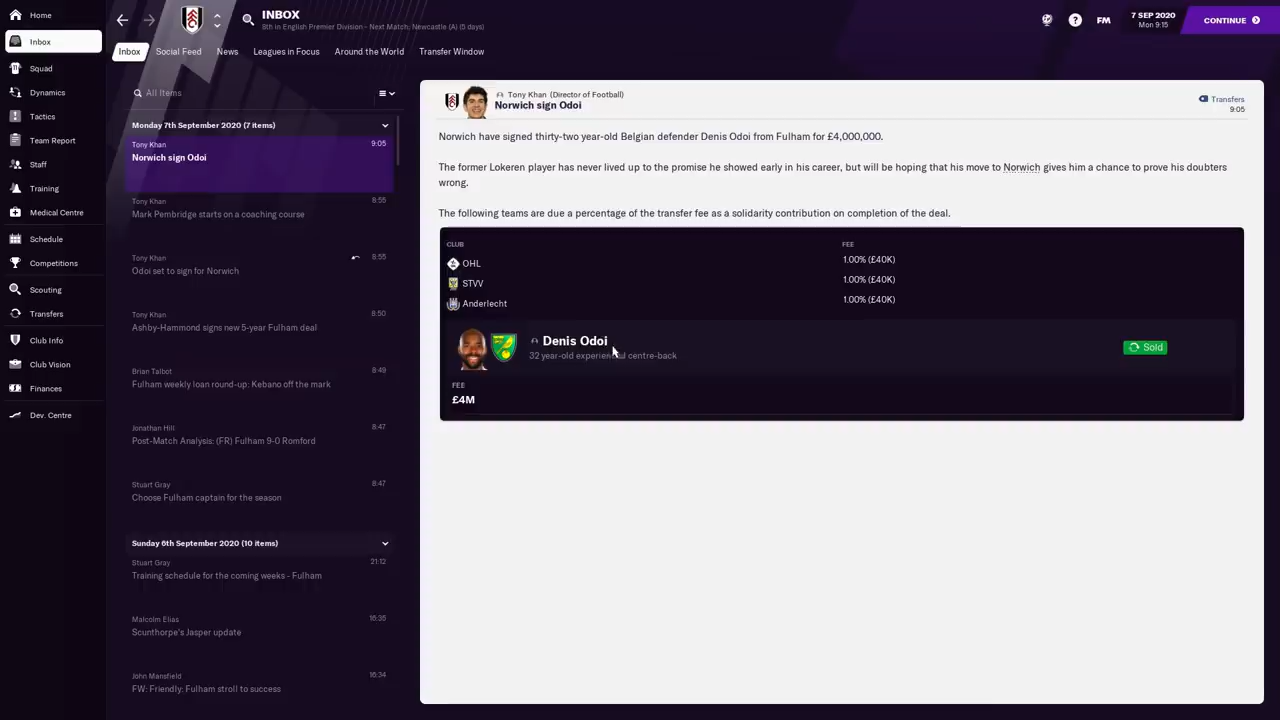 Home
Inbox
Squad
Dynamics
Tactics
Team Report
Staff
Training
Medical Centre
Schedule
Competitions
Scouting
Transfers
Club Info
Club Vision
Finances
Dev. Centre
INBOX
8th in English Premier Division - Next Match: Newcastle (A) (5 days)
FM
7 SEP 2020
Mon 9:15
CONTINUE
Inbox Social Feed News Leagues in Focus Around the World Transfer Window
All Items
Monday 7th September 2020 (7 items)
Tony Khan 9:05
Norwich sign Odoi
Tony Khan 8:55
Mark Pembridge starts on a coaching course
Tony Khan 8:55
Odoi set to sign for Norwich
Tony Khan 8:50
Ashby-Hammond signs new 5-year Fulham deal
Brian Talbot 8:49
Fulham weekly loan round-up: Kebano off the mark
Jonathan Hill 8:47
Post-Match Analysis: (FR) Fulham 9-0 Romford
Stuart Gray 8:47
Choose Fulham captain for the season
Sunday 6th September 2020 (10 items)
Stuart Gray 21:12
Training schedule for the coming weeks - Fulham
Malcolm Elias 16:35
Scunthorpe's Jasper update
John Mansfield 16:34
FW: Friendly: Fulham stroll to success
Tony Khan (Director of Football)
Norwich sign Odoi
Transfers
9:05
Norwich have signed thirty-two year-old Belgian defender Denis Odoi from Fulham for £4,000,000.
The former Lokeren player has never lived up to the promise he showed early in his career, but will be hoping that his move to Norwich gives him a chance to prove his doubters
wrong.
The following teams are due a percentage of the transfer fee as a solidarity contribution on completion of the deal.
CLUB FEE
OHL 1.00% (£40K)
STVV 1.00% (£40K)
Anderlecht 1.00% (£40K)
Denis Odoi
32 year-old experienced centre-back
Sold
FEE
£4M